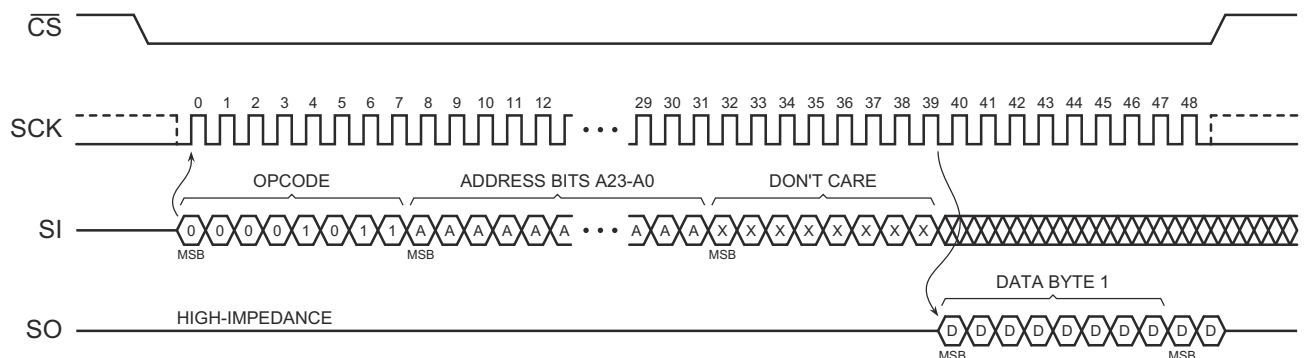 CS
0 1 2 3 4 5 6 7 8 9 10 11 12 29 30 31 32 33 34 35 36 37 38 39 40 41 42 43 44 45 46 47 48
SCK
OPCODE ADDRESS BITS A23-A0 DON'T CARE
SI 0 0 0 0 1 0 1 1 A A A A A A A A A X X X X X X X X
MSB MSB MSB
DATA BYTE 1
HIGH-IMPEDANCE
SO D D D D D D D D D D
MSB MSB